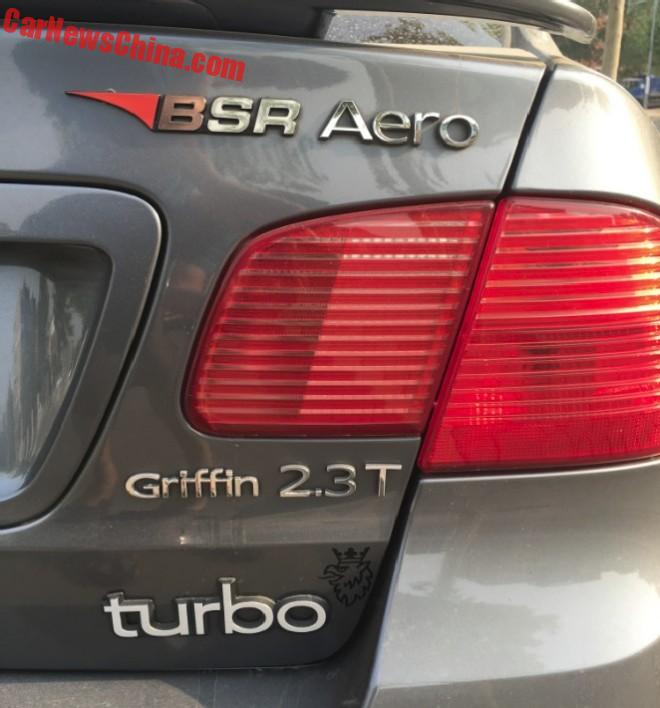 CarNewsChina.com
BSR Aero
Griffin 2.3T
turbo